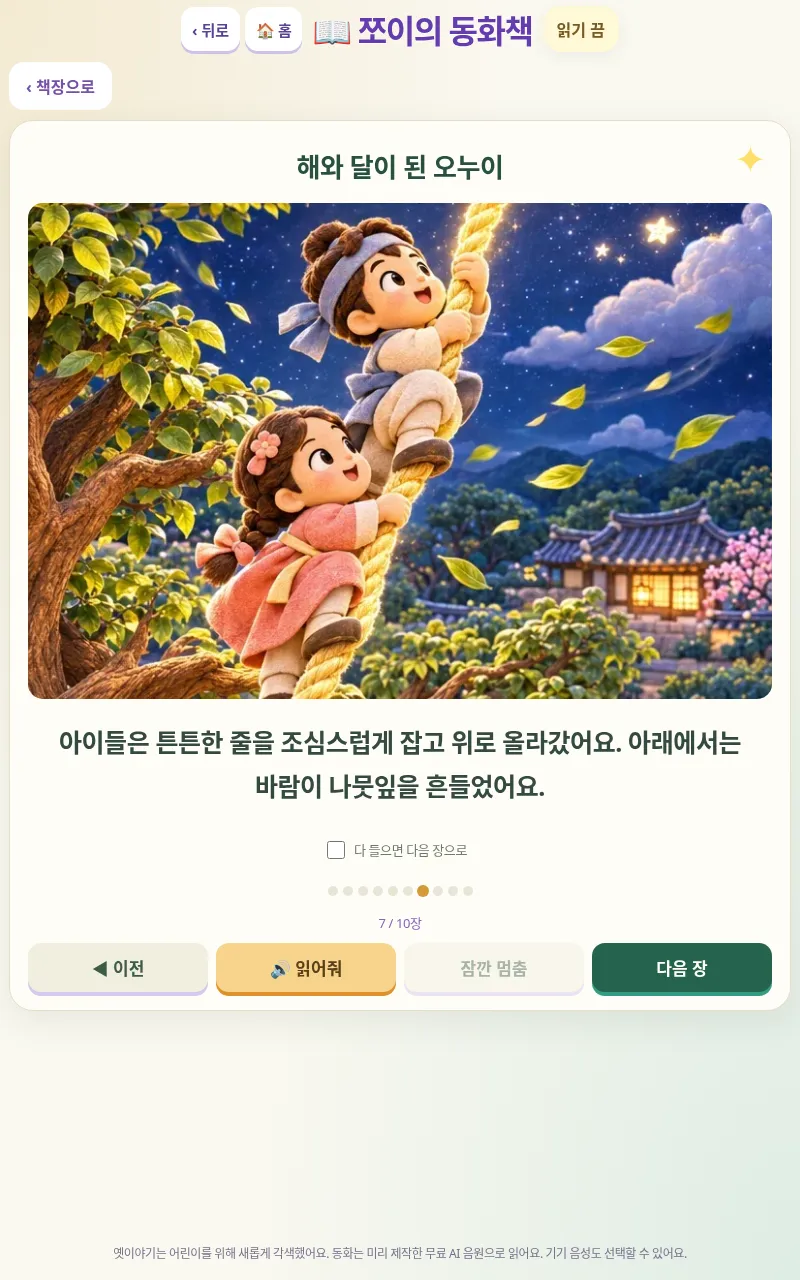 ‹ 뒤로
🏠 홈
📖 쪼이의 동화책
읽기 끝
‹ 책장으로
해와 달이 된 오누이
아이들은 튼튼한 줄을 조심스럽게 잡고 위로 올라갔어요. 아래에서는
바람이 나뭇잎을 흔들었어요.
다 들으면 다음 장으로
7 / 10장
◀ 이전
🔊 읽어줘
잠깐 멈춤
다음 장
옛이야기는 어린이를 위해 새롭게 각색했어요. 동화는 미리 제작한 무료 AI 음원으로 읽어요. 기기 음성도 선택할 수 있어요.